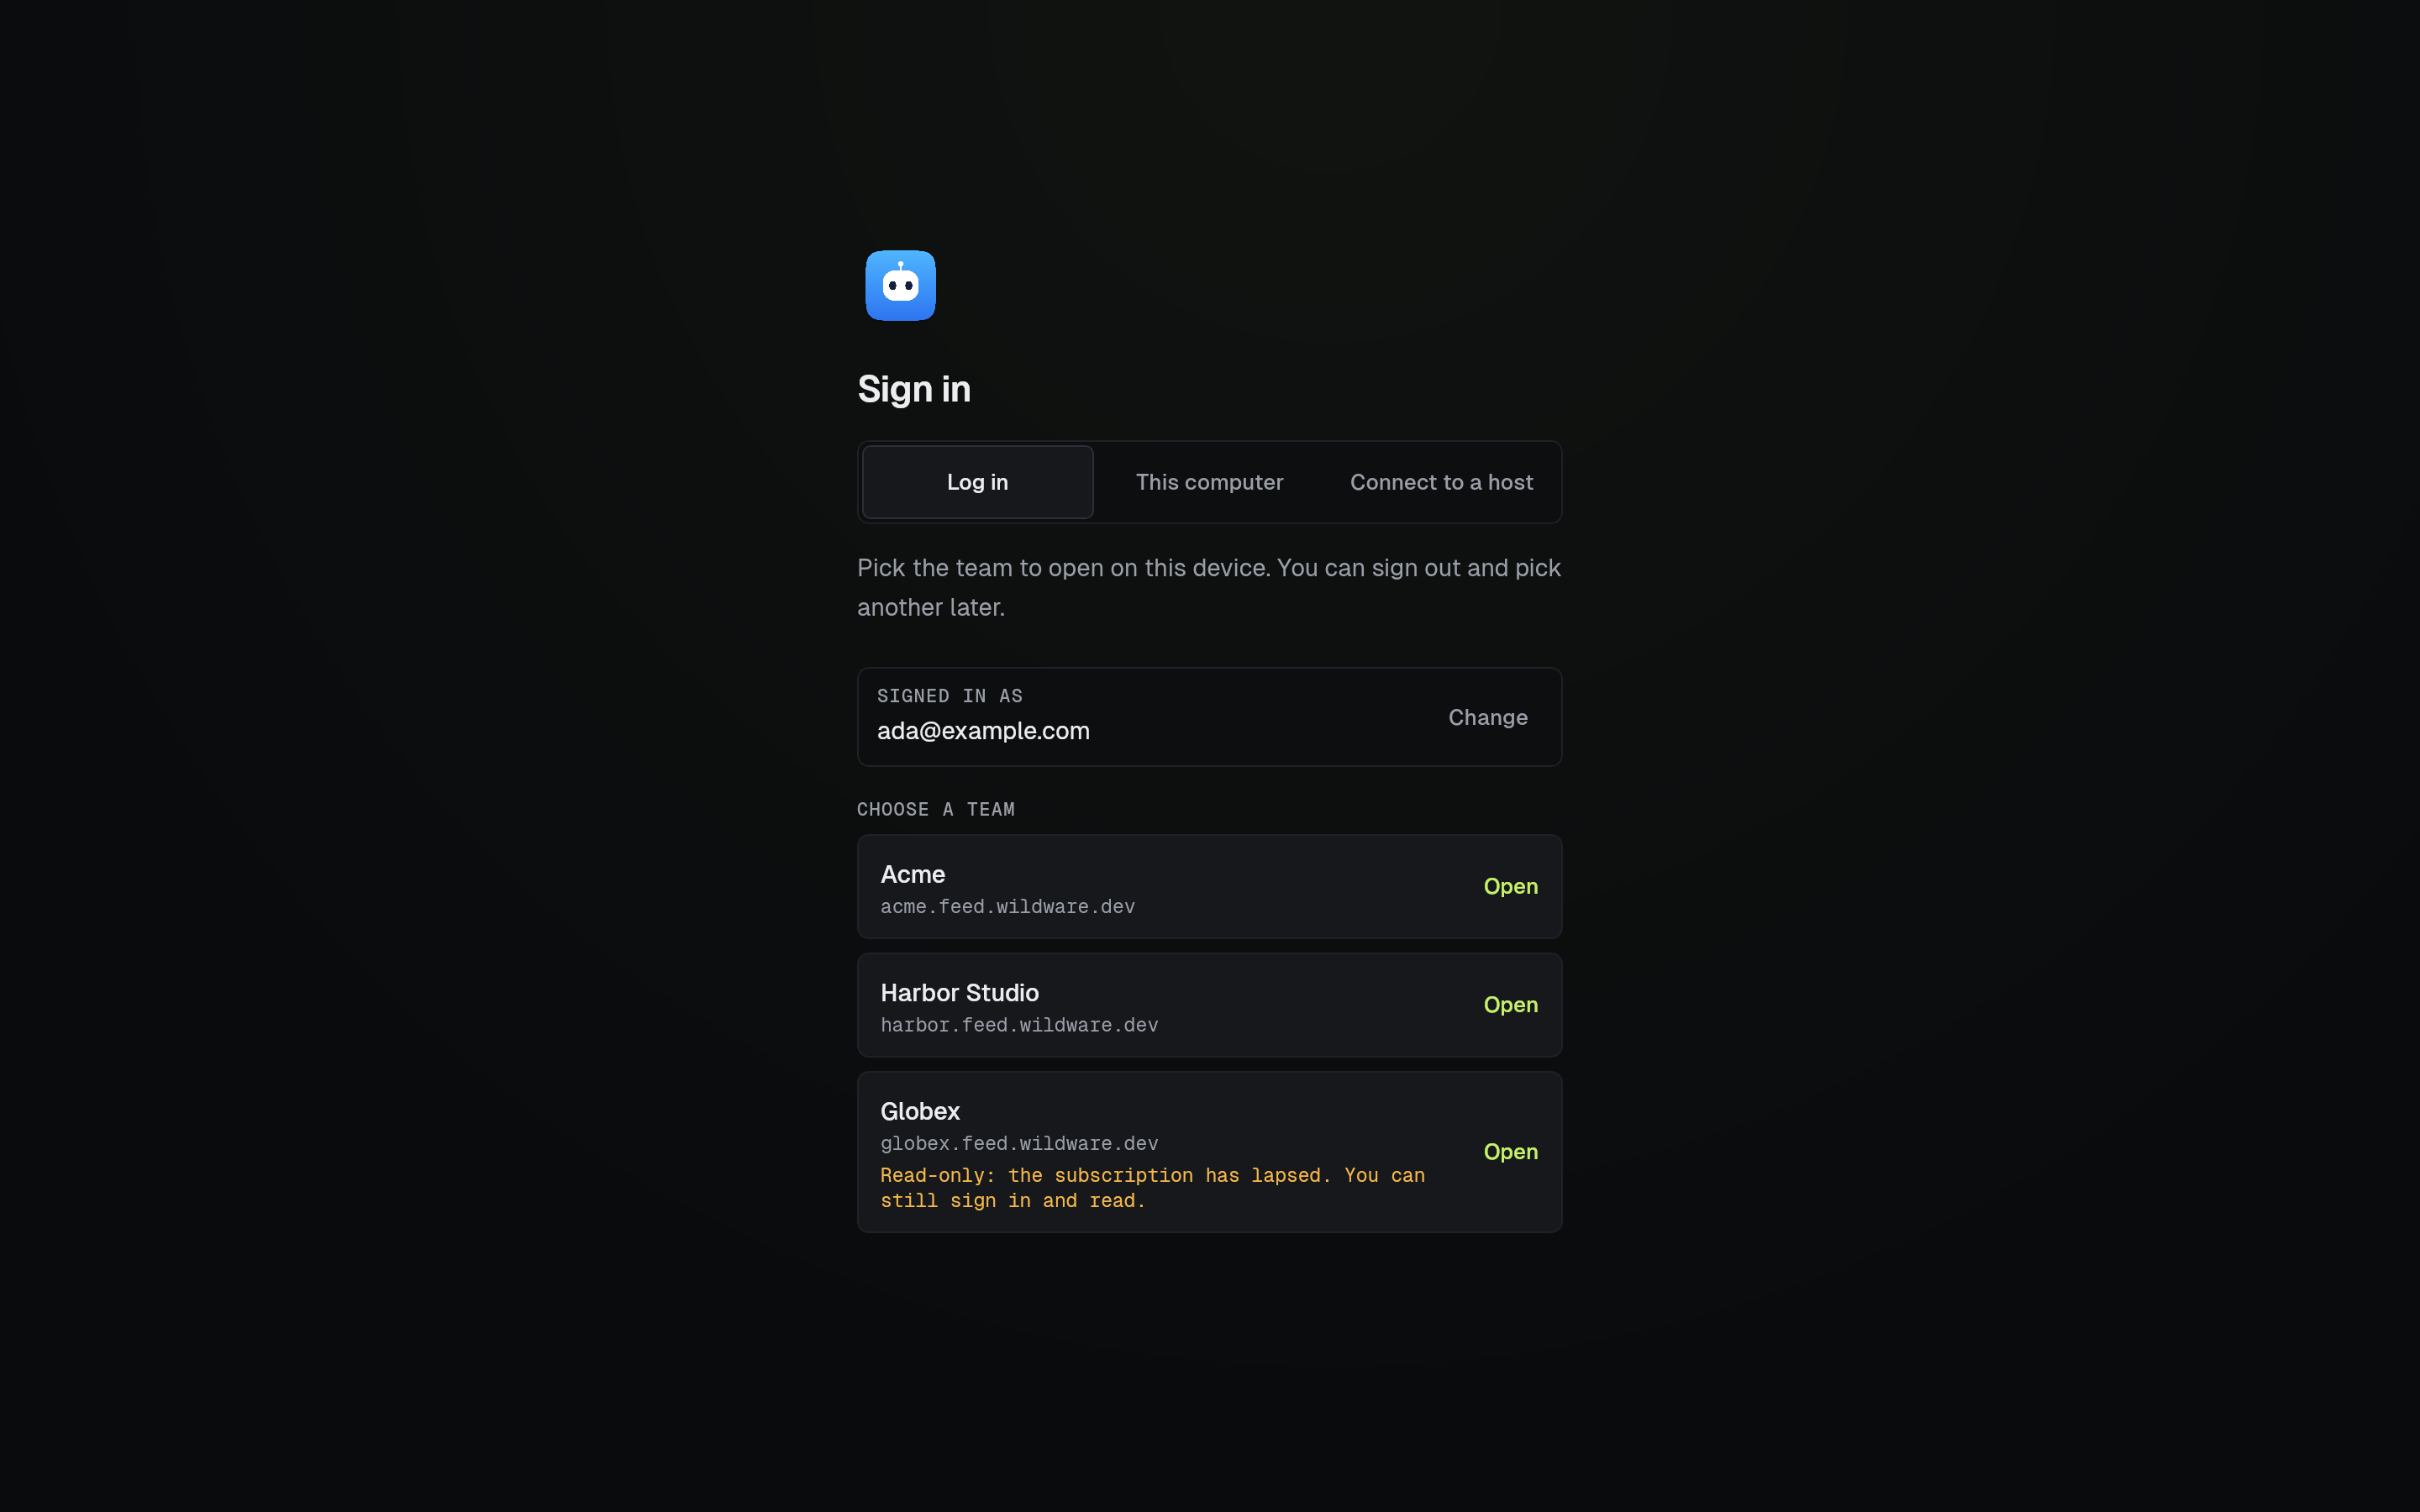 Sign in
Log in
This computer
Connect to a host
Pick the team to open on this device. You can sign out and pick
another later.
SIGNED IN AS
ada@example.com
Change
CHOOSE A TEAM
Acme
acme.feed.wildware.dev
Open
Harbor Studio
harbor.feed.wildware.dev
Open
Globex
globex.feed.wildware.dev
Read-only: the subscription has lapsed. You can
still sign in and read.
Open